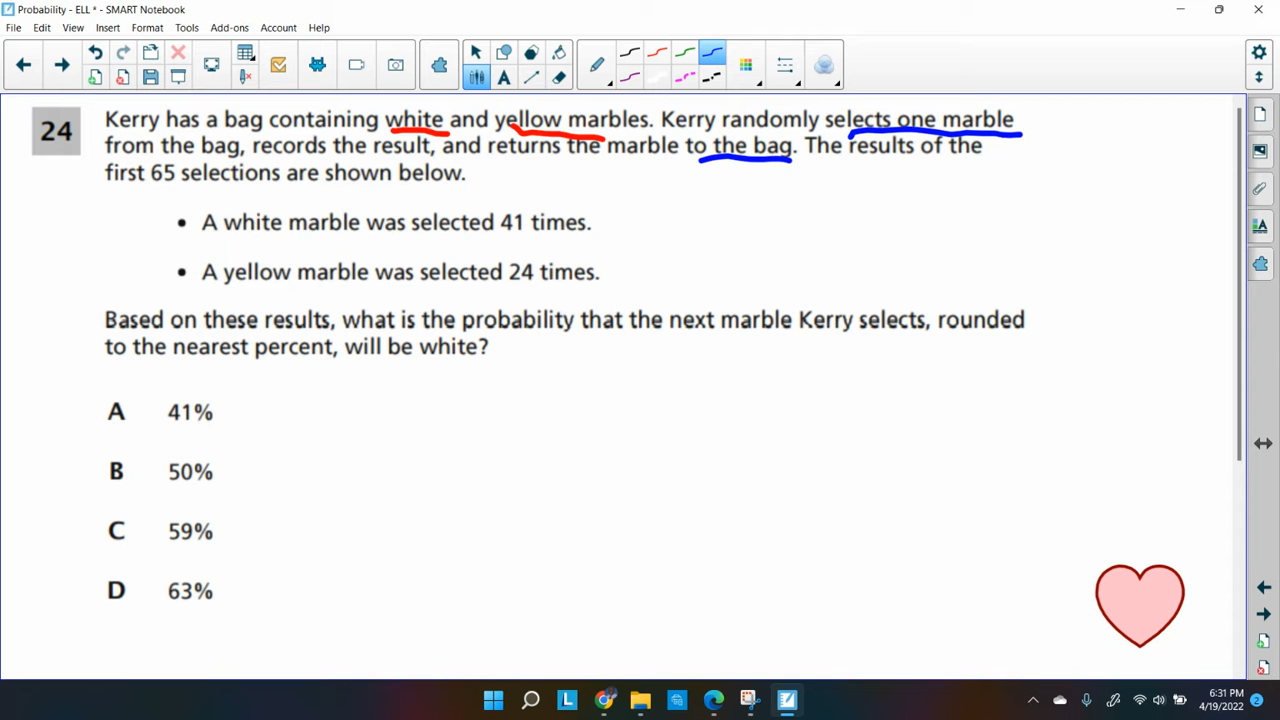 Probability - ELL * - SMART Notebook
File Edit View Insert Format Tools Add-ons Account Help
24
Kerry has a bag containing white and yellow marbles. Kerry randomly selects one marble
from the bag, records the result, and returns the marble to the bag. The results of the
first 65 selections are shown below.
• A white marble was selected 41 times.
• A yellow marble was selected 24 times.
Based on these results, what is the probability that the next marble Kerry selects, rounded
to the nearest percent, will be white?
A 41%
B 50%
C 59%
D 63%
6:31 PM
4/19/2022
2